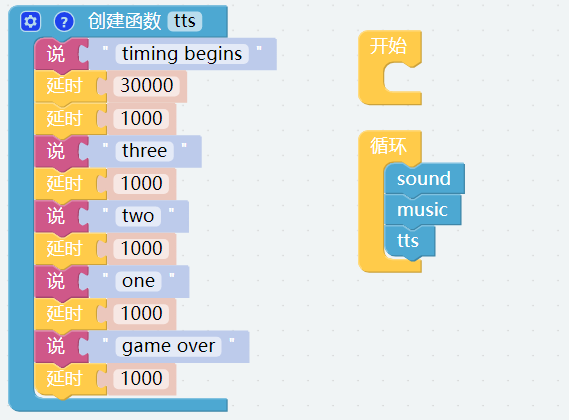 创建函数 tts
说 " timing begins "
延时 30000
延时 1000
说 " three "
延时 1000
说 " two "
延时 1000
说 " one "
延时 1000
说 " game over "
延时 1000
开始
循环
sound
music
tts